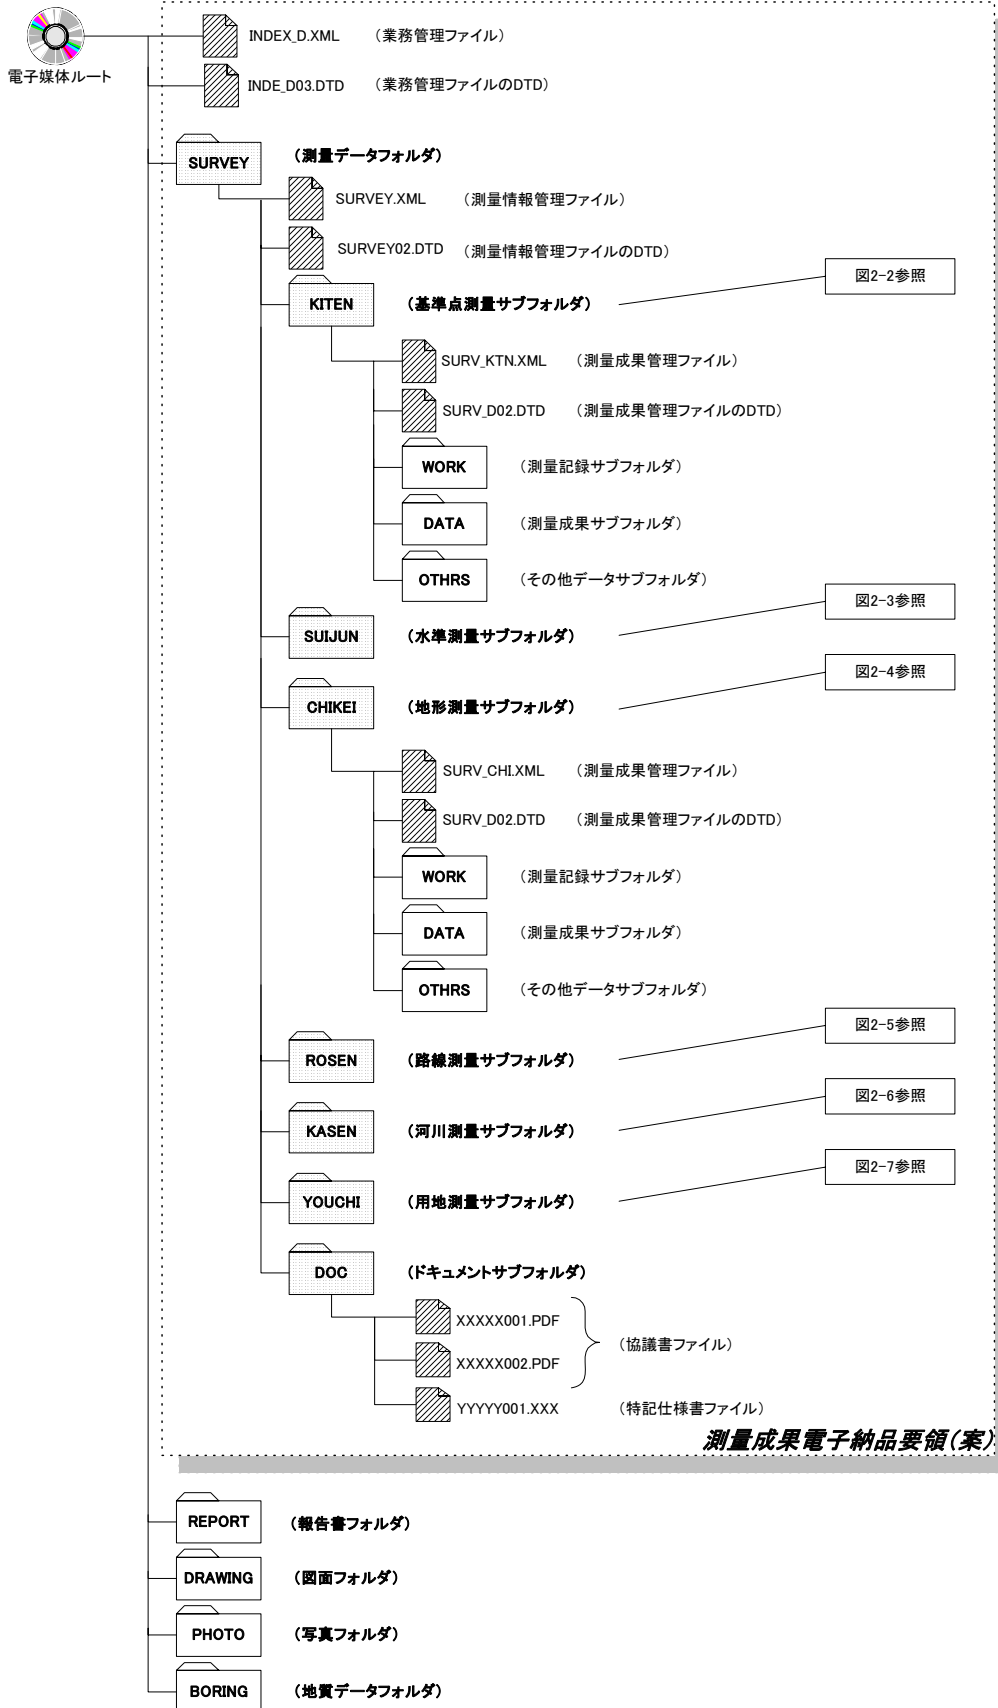 INDEX_D.XML （業務管理ファイル）
電子媒体ルート
INDE_D03.DTD （業務管理ファイルのDTD）
SURVEY （測量データフォルダ）
SURVEY.XML （測量情報管理ファイル）
SURVEY02.DTD （測量情報管理ファイルのDTD）
図2-2参照
KITEN （基準点測量サブフォルダ）
SURV_KTN.XML （測量成果管理ファイル）
SURV_D02.DTD （測量成果管理ファイルのDTD）
WORK （測量記録サブフォルダ）
DATA （測量成果サブフォルダ）
OTHRS （その他データサブフォルダ）
図2-3参照
SUIJUN （水準測量サブフォルダ）
図2-4参照
CHIKEI （地形測量サブフォルダ）
SURV_CHI.XML （測量成果管理ファイル）
SURV_D02.DTD （測量成果管理ファイルのDTD）
WORK （測量記録サブフォルダ）
DATA （測量成果サブフォルダ）
OTHRS （その他データサブフォルダ）
図2-5参照
ROSEN （路線測量サブフォルダ）
図2-6参照
KASEN （河川測量サブフォルダ）
図2-7参照
YOUCHI （用地測量サブフォルダ）
DOC （ドキュメントサブフォルダ）
XXXXX001.PDF
（協議書ファイル）
XXXXX002.PDF
YYYYY001.XXX （特記仕様書ファイル）
測量成果電子納品要領（案）
REPORT （報告書フォルダ）
DRAWING （図面フォルダ）
PHOTO （写真フォルダ）
BORING （地質データフォルダ）